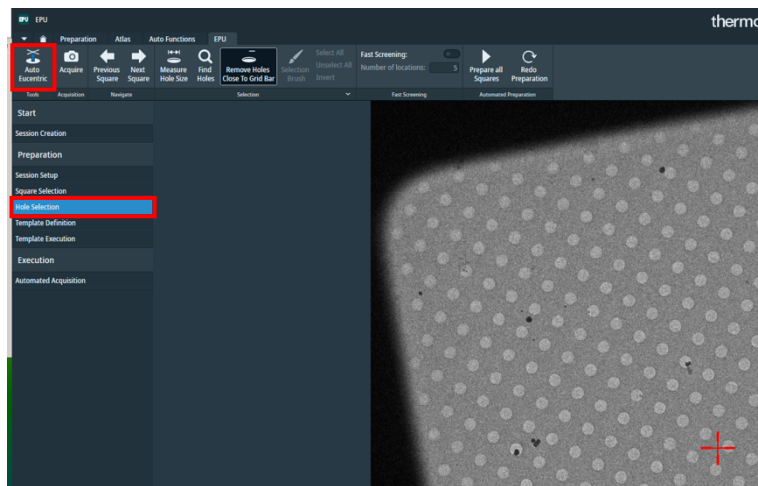 EPU EPU
thermo
Preparation Atlas Auto Functions EPU
Auto Eucentric
Acquire
Previous Square
Next Square
Measure Hole Size
Find Holes
Remove Holes Close To Grid Bar
Selection Brush
Select All
Unselect All
Invert
Fast Screening:
Number of locations: 5
Prepare all Squares
Redo Preparation
Tools Acquisition Navigate Selection Fast Screening Automated Preparation
Start
Session Creation
Preparation
Session Setup
Square Selection
Hole Selection
Template Definition
Template Execution
Execution
Automated Acquisition